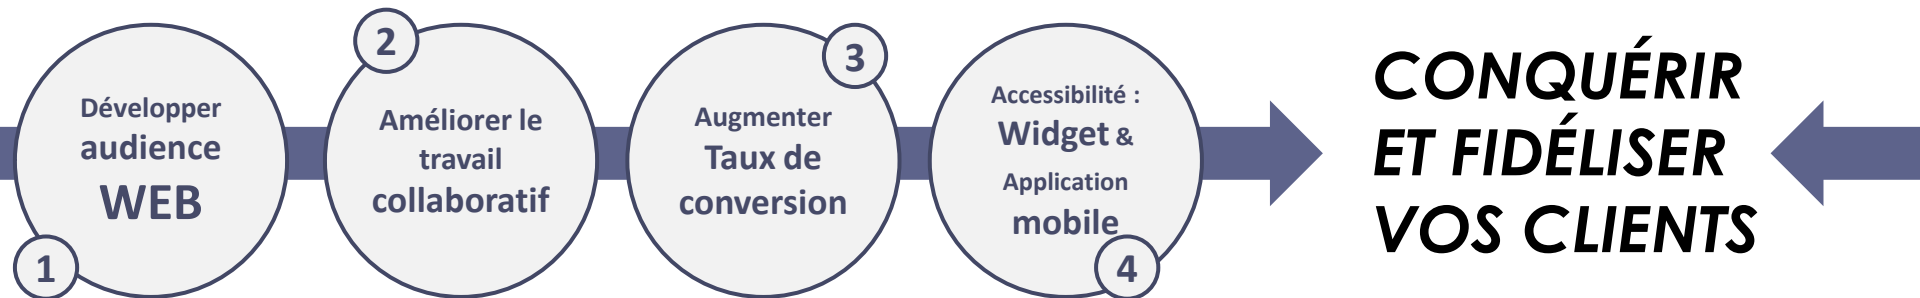 Développer
audience
WEB
1
2
Améliorer le
travail
collaboratif
3
Augmenter
Taux de
conversion
Accessibilité :
Widget &
Application
mobile
4
CONQUÉRIR
ET FIDÉLISER
VOS CLIENTS